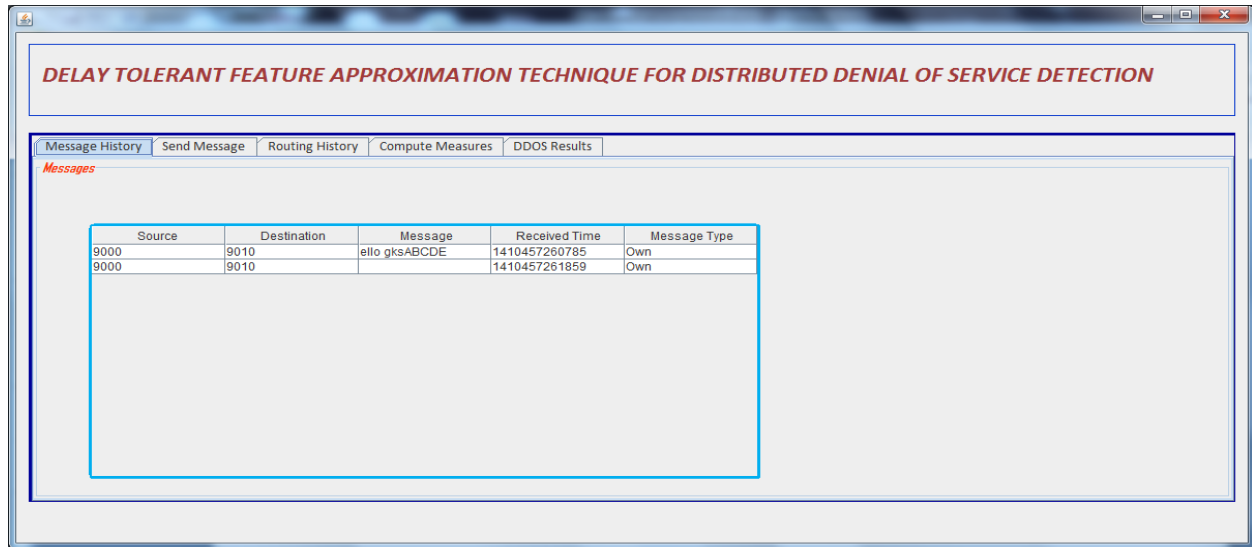 DELAY TOLERANT FEATURE APPROXIMATION TECHNIQUE FOR DISTRIBUTED DENIAL OF SERVICE DETECTION
Message History Send Message Routing History Compute Measures DDOS Results
Messages
Source Destination Message Received Time Message Type
9000 9010 ello gksABCDE 1410457260785 Own
9000 9010 1410457261859 Own